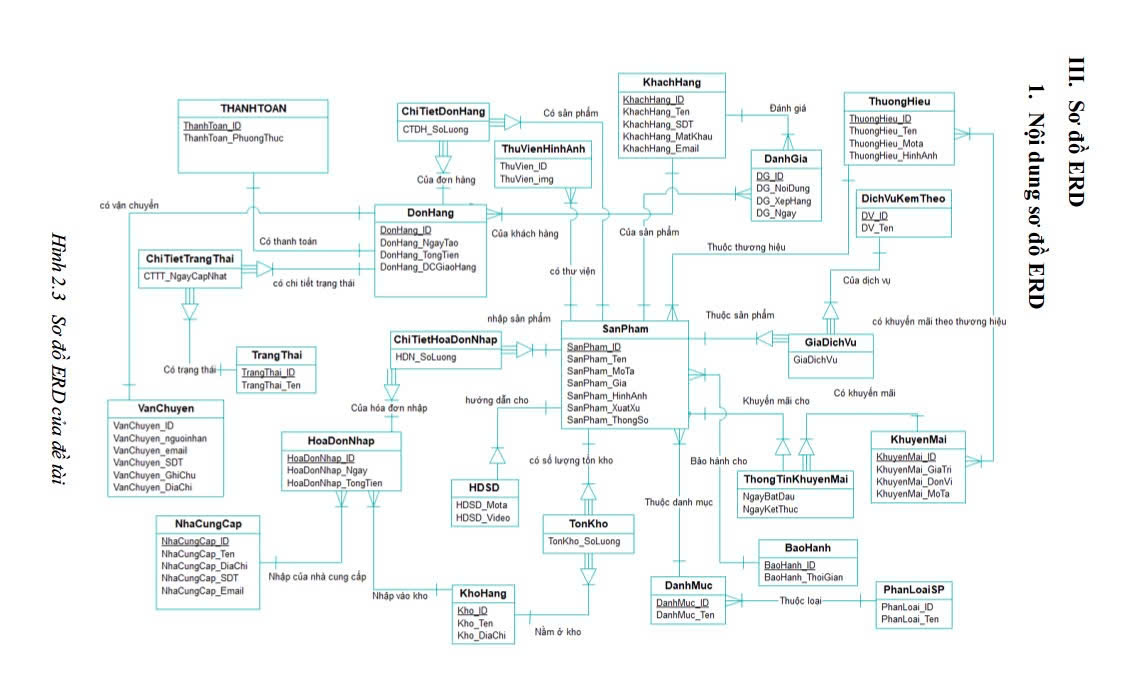 III. Sơ đồ ERD
1. Nội dung sơ đồ ERD
THANHTOAN
ThanhToan_ID
ThanhToan_PhuongThuc
ChiTietDonHang
CTDH_SoLuong
Có sản phẩm
KhachHang
KhachHang_ID
KhachHang_Ten
KhachHang_SDT
KhachHang_MatKhau
KhachHang_Email
Đánh giá
ThuongHieu
ThuongHieu_ID
ThuongHieu_Ten
ThuongHieu_Mota
ThuongHieu_HinhAnh
ThuVienHinhAnh
ThuVien_ID
ThuVien_img
DanhGia
DG_ID
DG_NoiDung
DG_XepHang
DG_Ngay
DichVuKemTheo
DV_ID
DV_Ten
Của đơn hàng
có vận chuyển
DonHang
DonHang_ID
DonHang_NgayTao
DonHang_TongTien
DonHang_DCGiaoHang
Có thanh toán
Của khách hàng
Của sản phẩm
Thuộc thương hiệu
ChiTietTrangThai
CTTT_NgayCapNhat
có chi tiết trạng thái
có thư viện
Của dịch vụ
nhập sản phẩm
Thuộc sản phẩm
có khuyến mãi theo thương hiệu
SanPham
SanPham_ID
SanPham_Ten
SanPham_MoTa
SanPham_Gia
SanPham_HinhAnh
SanPham_XuatXu
SanPham_ThongSo
ChiTietHoaDonNhap
HDN_SoLuong
GiaDichVu
GiaDichVu
TrangThai
TrangThai_ID
TrangThai_Ten
Có trạng thái
VanChuyen
VanChuyen_ID
VanChuyen_nguoinhan
VanChuyen_email
VanChuyen_SDT
VanChuyen_GhiChu
VanChuyen_DiaChi
Của hóa đơn nhập
hướng dẫn cho
Khuyến mãi cho
Có khuyến mãi
HoaDonNhap
HoaDonNhap_ID
HoaDonNhap_Ngay
HoaDonNhap_TongTien
có số lượng tồn kho
Bảo hành cho
KhuyenMai
KhuyenMai_ID
KhuyenMai_GiaTri
KhuyenMai_DonVi
KhuyenMai_MoTa
ThongTinKhuyenMai
NgayBatDau
NgayKetThuc
HDSD
HDSD_Mota
HDSD_Video
Thuộc danh mục
NhaCungCap
NhaCungCap_ID
NhaCungCap_Ten
NhaCungCap_DiaChi
NhaCungCap_SDT
NhaCungCap_Email
TonKho
TonKho_SoLuong
BaoHanh
BaoHanh_ID
BaoHanh_ThoiGian
Nhập của nhà cung cấp
Nhập vào kho
KhoHang
Kho_ID
Kho_Ten
Kho_DiaChi
Nằm ở kho
DanhMuc
DanhMuc_ID
DanhMuc_Ten
Thuộc loại
PhanLoaiSP
PhanLoai_ID
PhanLoai_Ten
Hình 2.3 Sơ đồ ERD của đề tài